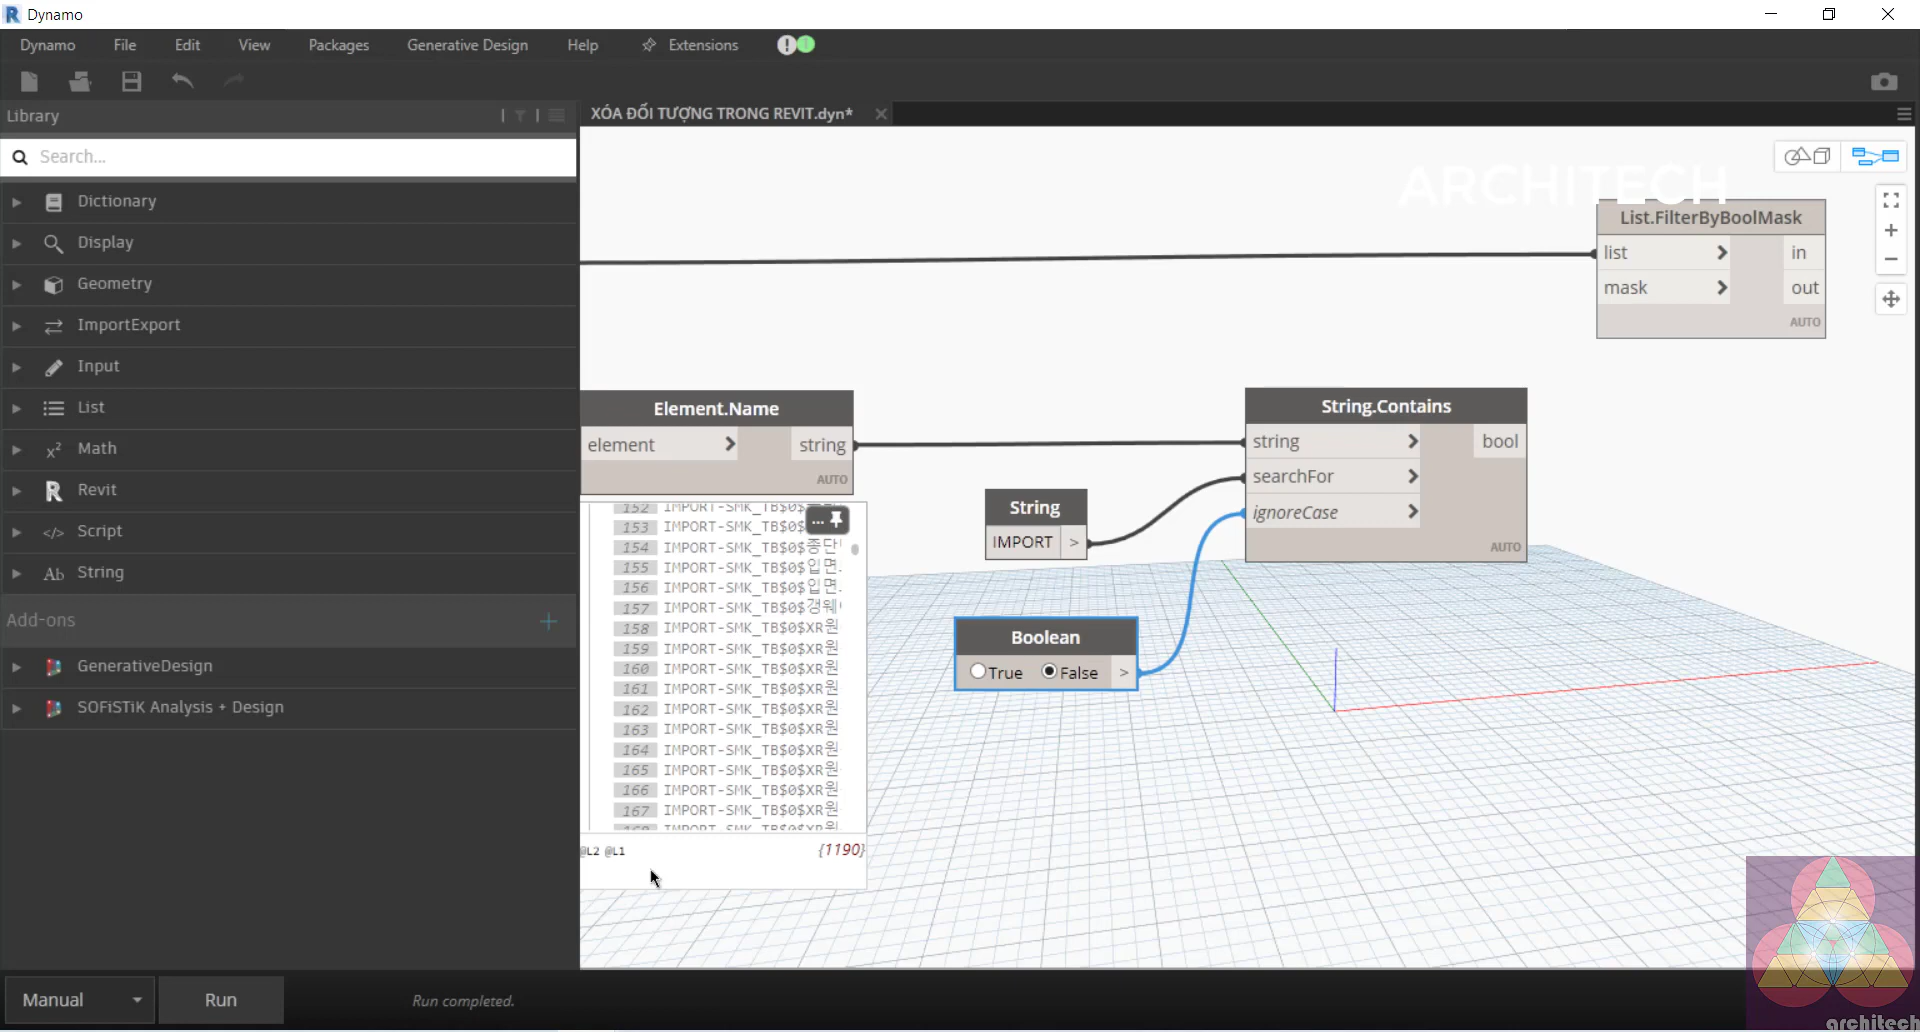 Dynamo
Dynamo File Edit View Packages Generative Design Help Extensions
Library
XÓA ĐỐI TƯỢNG TRONG REVIT.dyn*
Search...
ARCHITECH
Dictionary
Display
Geometry
ImportExport
Input
List
Math
Revit
Script
String
Add-ons
GenerativeDesign
SOFiSTiK Analysis + Design
List.FilterByBoolMask
list > in
mask > out
AUTO
Element.Name
element > string
AUTO
String.Contains
string > bool
searchFor >
ignoreCase >
AUTO
String
IMPORT >
Boolean
True False >
152
153 IMPORT-SMK_TB$0$
154 IMPORT-SMK_TB$0$종단
155 IMPORT-SMK_TB$0$입면
156 IMPORT-SMK_TB$0$입면
157 IMPORT-SMK_TB$0$갱웨
158 IMPORT-SMK_TB$0$XR원
159 IMPORT-SMK_TB$0$XR원
160 IMPORT-SMK_TB$0$XR원
161 IMPORT-SMK_TB$0$XR원
162 IMPORT-SMK_TB$0$XR원
163 IMPORT-SMK_TB$0$XR원
164 IMPORT-SMK_TB$0$XR원
165 IMPORT-SMK_TB$0$XR원
166 IMPORT-SMK_TB$0$XR원
167 IMPORT-SMK_TB$0$XR원
@L2 @L1 {1190}
Manual Run Run completed.
architech